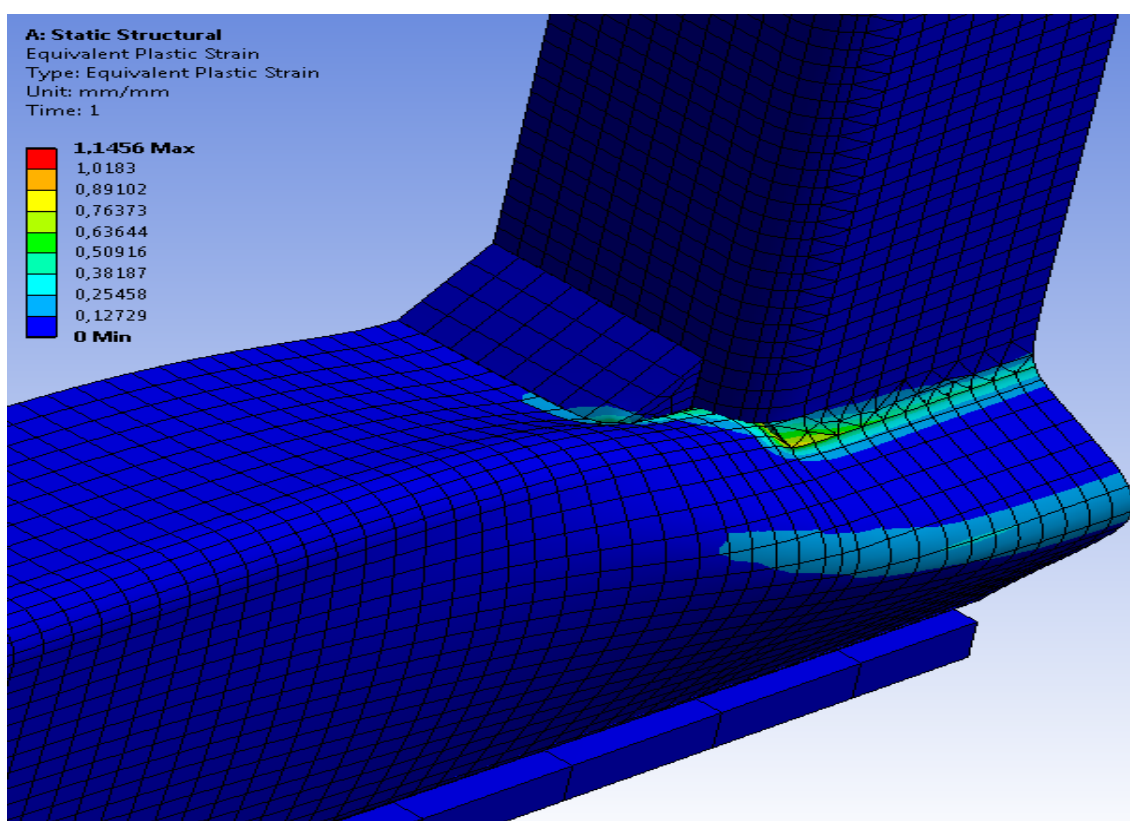 A: Static Structural
Equivalent Plastic Strain
Type: Equivalent Plastic Strain
Unit: mm/mm
Time: 1
1,1456 Max
1,0183
0,89102
0,76373
0,63644
0,50916
0,38187
0,25458
0,12729
0 Min